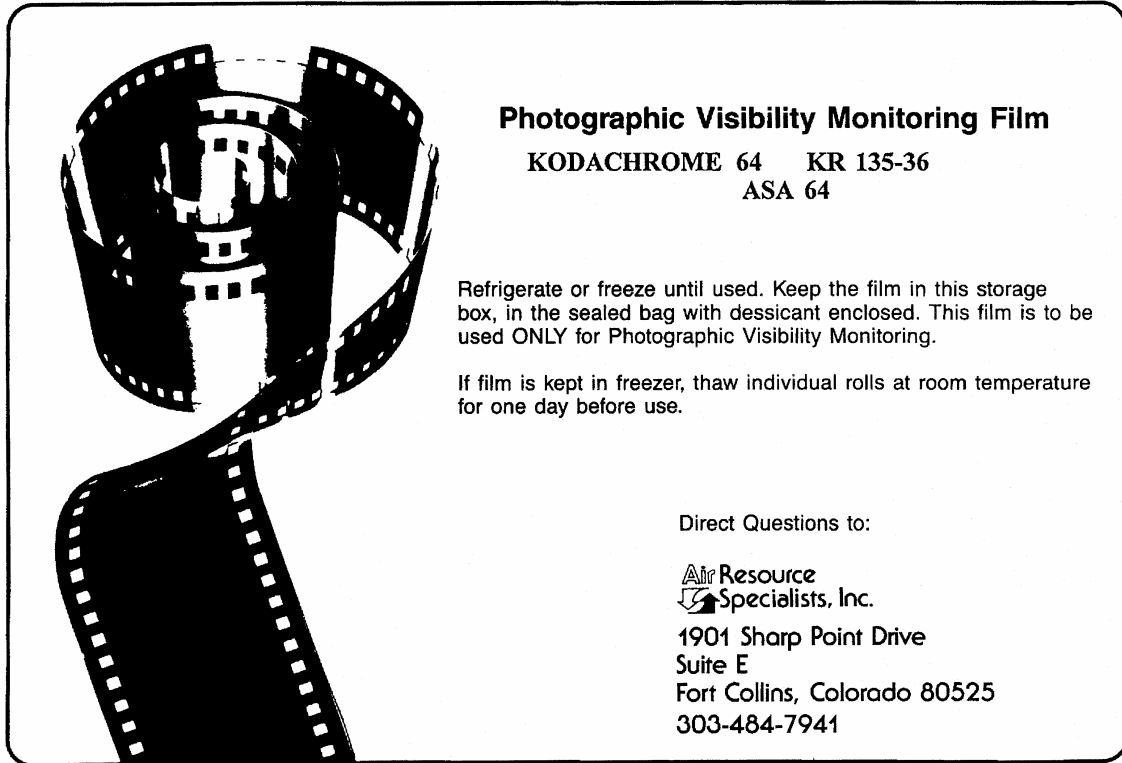 Photographic Visibility Monitoring Film
KODACHROME 64 KR 135-36
ASA 64
Refrigerate or freeze until used. Keep the film in this storage
box, in the sealed bag with dessicant enclosed. This film is to be
used ONLY for Photographic Visibility Monitoring.
If film is kept in freezer, thaw individual rolls at room temperature
for one day before use.
Direct Questions to:
Air Resource
Specialists, Inc.
1901 Sharp Point Drive
Suite E
Fort Collins, Colorado 80525
303-484-7941